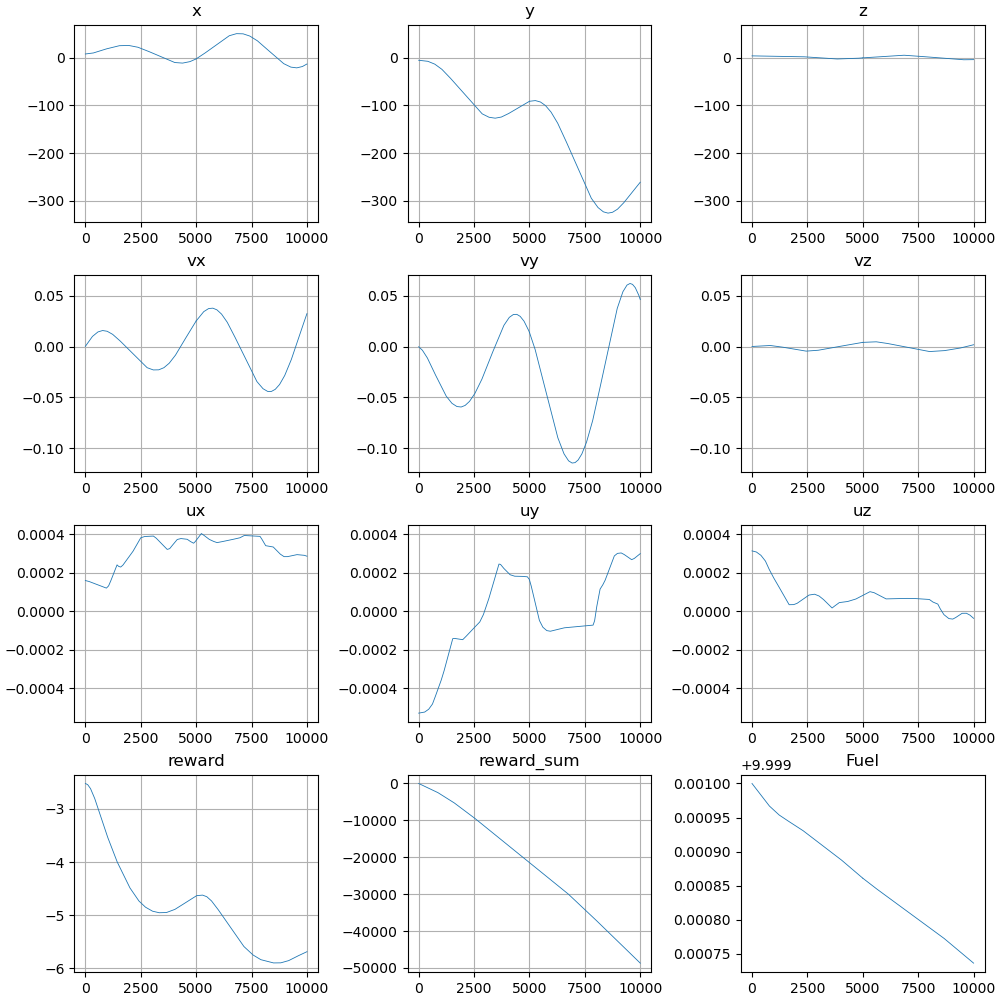 x y z
0 0 0
−100 −100 −100
−200 −200 −200
−300 −300 −300
0 2500 5000 7500 10000 0 2500 5000 7500 10000 0 2500 5000 7500 10000
vx vy vz
0.05 0.05 0.05
0.00 0.00 0.00
−0.05 −0.05 −0.05
−0.10 −0.10 −0.10
0 2500 5000 7500 10000 0 2500 5000 7500 10000 0 2500 5000 7500 10000
ux uy uz
0.0004 0.0004 0.0004
0.0002 0.0002 0.0002
0.0000 0.0000 0.0000
−0.0002 −0.0002 −0.0002
−0.0004 −0.0004 −0.0004
0 2500 5000 7500 10000 0 2500 5000 7500 10000 0 2500 5000 7500 10000
reward reward_sum +9.999 Fuel
−3 0 0.00100
−4 −10000 0.00095
−5 −20000 0.00090
−6 −30000 0.00085
−40000 0.00080
−50000 0.00075
0 2500 5000 7500 10000 0 2500 5000 7500 10000 0 2500 5000 7500 10000